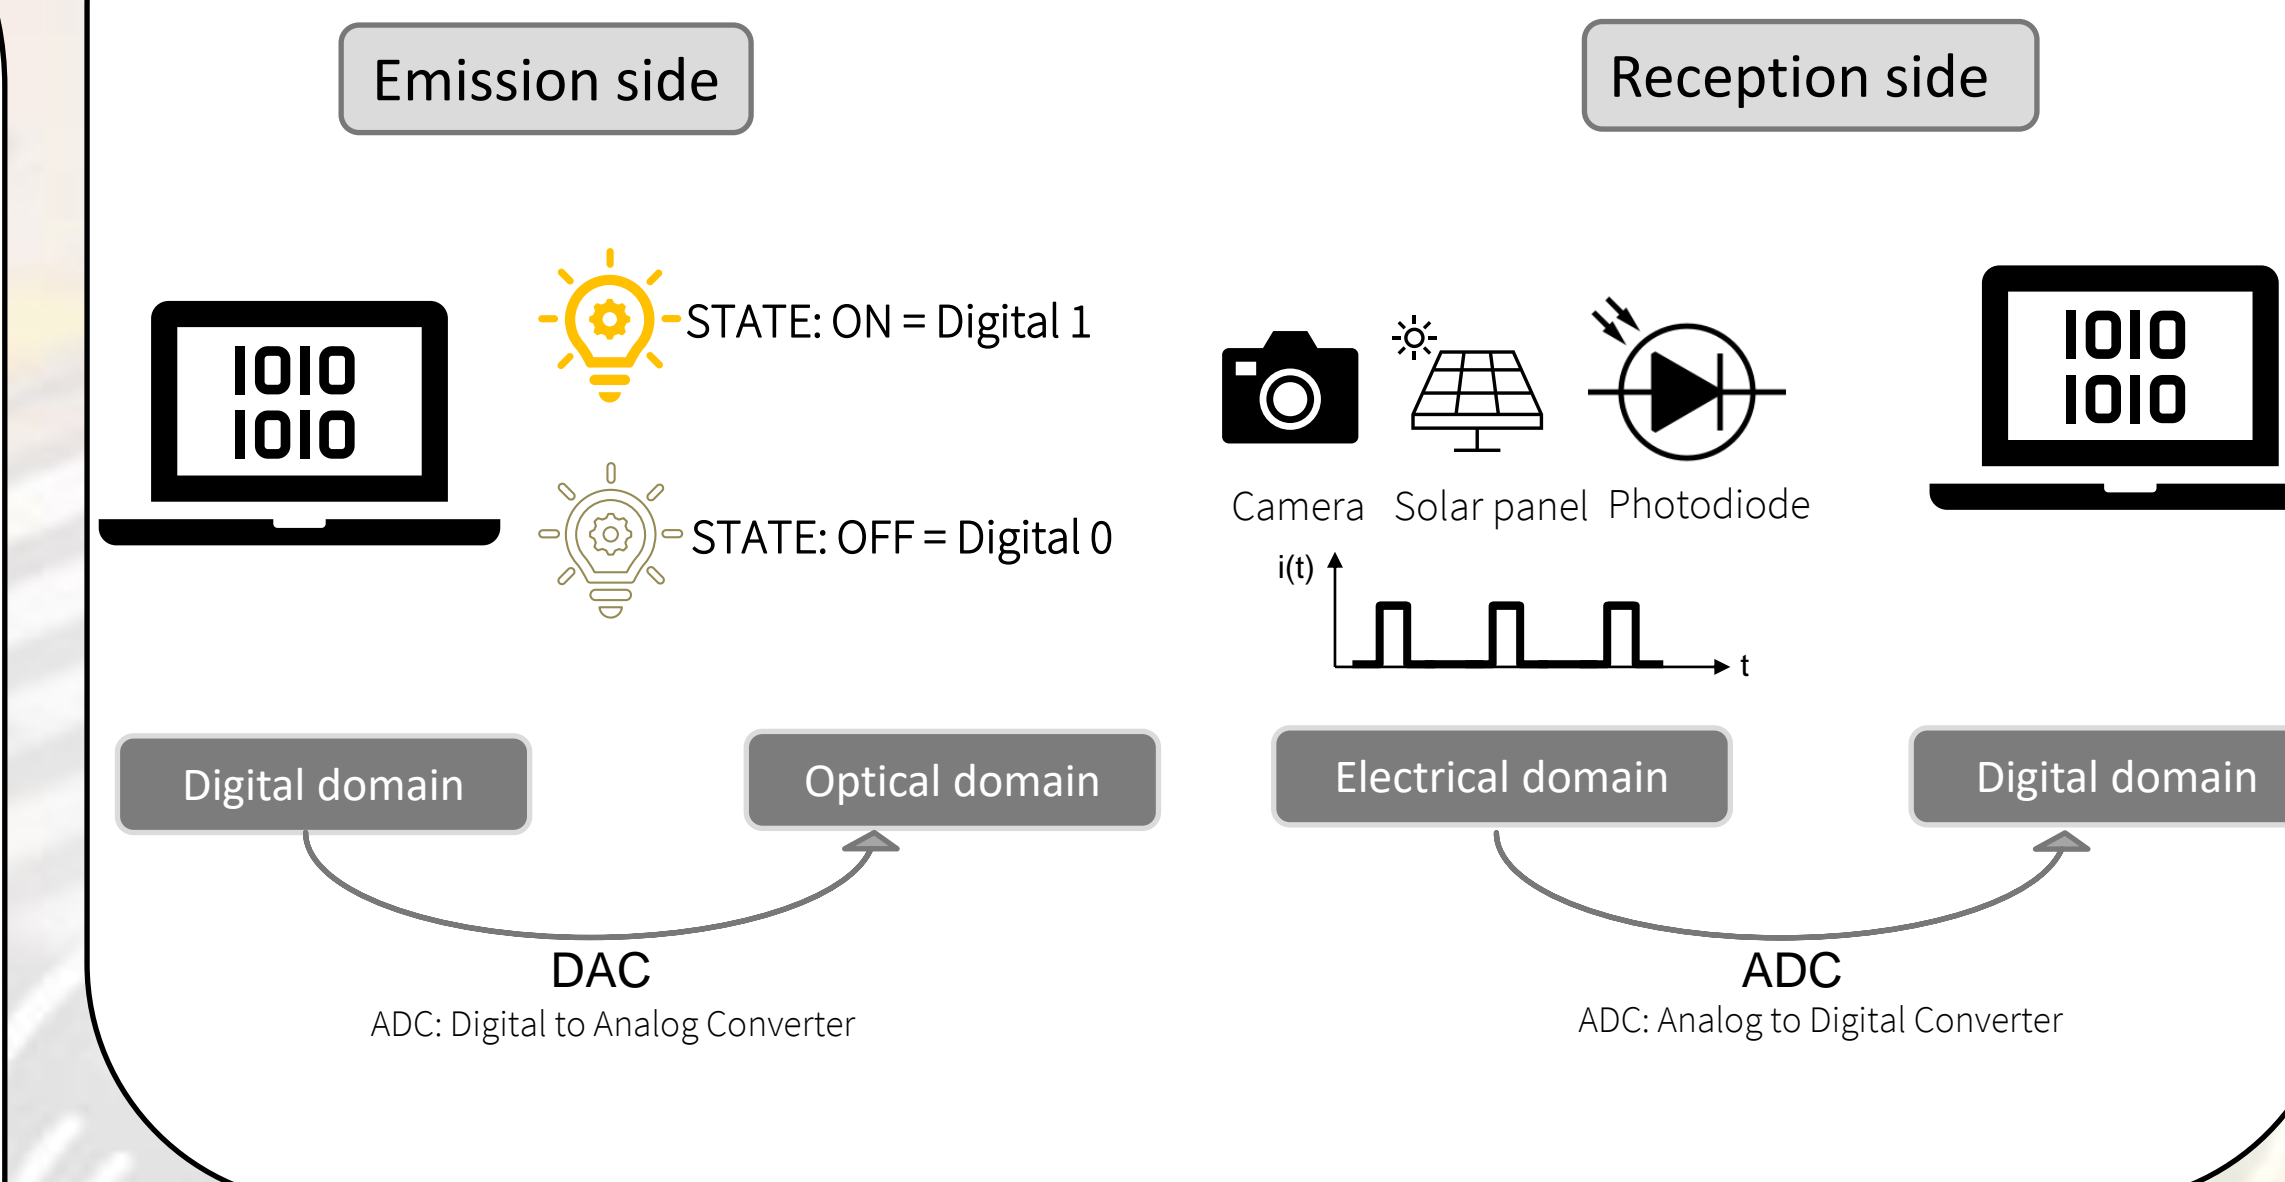 Emission side
Reception side
1010
1010
STATE: ON = Digital 1
STATE: OFF = Digital 0
Camera
Solar panel
Photodiode
i(t)
t
1010
1010
Digital domain
Optical domain
Electrical domain
Digital domain
DAC
ADC: Digital to Analog Converter
ADC
ADC: Analog to Digital Converter